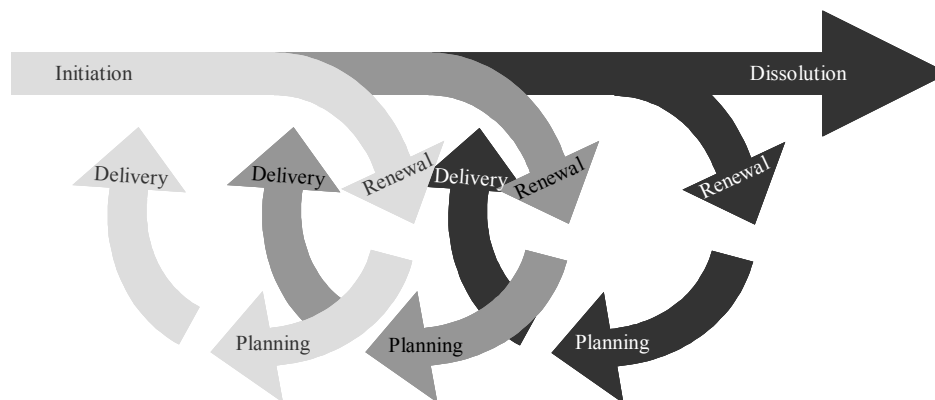 Initiation
Dissolution
Delivery
Delivery
Renewal
Delivery
Renewal
Renewal
Planning
Planning
Planning